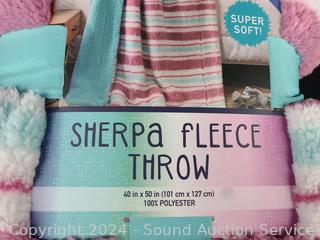 SUPER
SOFT!
SHERPA FLEECE
THROW
40 in x 50 in (101 cm x 127 cm)
100% POLYESTER
Copyright 2024 - Sound Auction Service